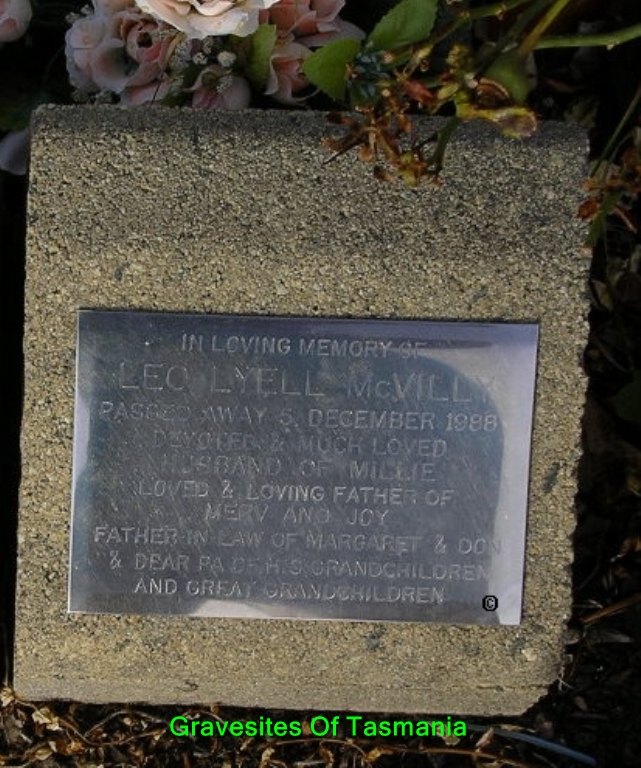 IN LOVING MEMORY OF
LEO LYELL McVILLY
PASSED AWAY 5. DECEMBER 1988
DEVOTED & MUCH LOVED
HUSBAND OF MILLIE
LOVED & LOVING FATHER OF
MERV AND JOY
FATHER IN LAW OF MARGARET & DON
& DEAR PA OF HIS GRANDCHILDREN
AND GREAT GRANDCHILDREN
©
Gravesites Of Tasmania